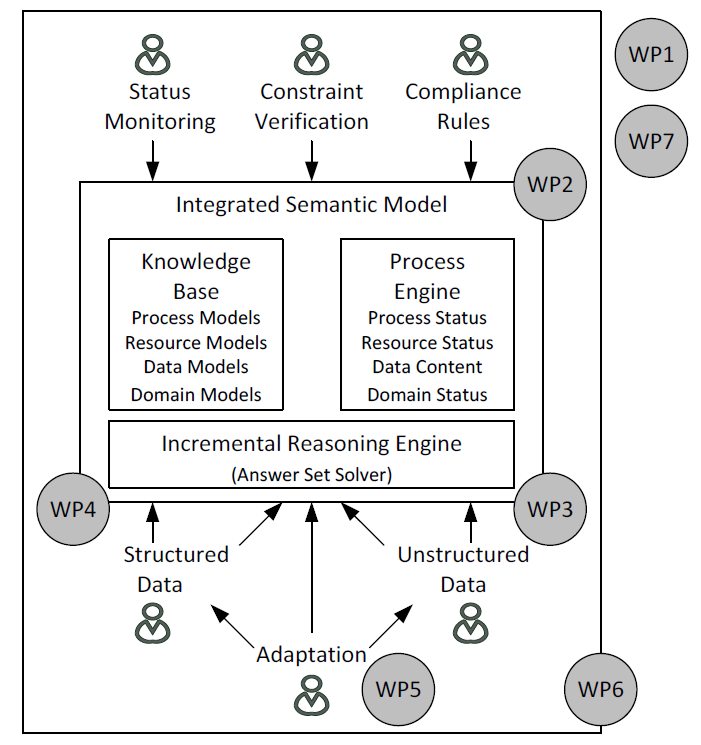 WP1
Status
Monitoring
Constraint
Verification
Compliance
Rules
WP7
WP2
Integrated Semantic Model
Knowledge
Base
Process Models
Resource Models
Data Models
Domain Models
Process
Engine
Process Status
Resource Status
Data Content
Domain Status
Incremental Reasoning Engine
(Answer Set Solver)
WP4
WP3
Structured
Data
Unstructured
Data
Adaptation
WP5
WP6